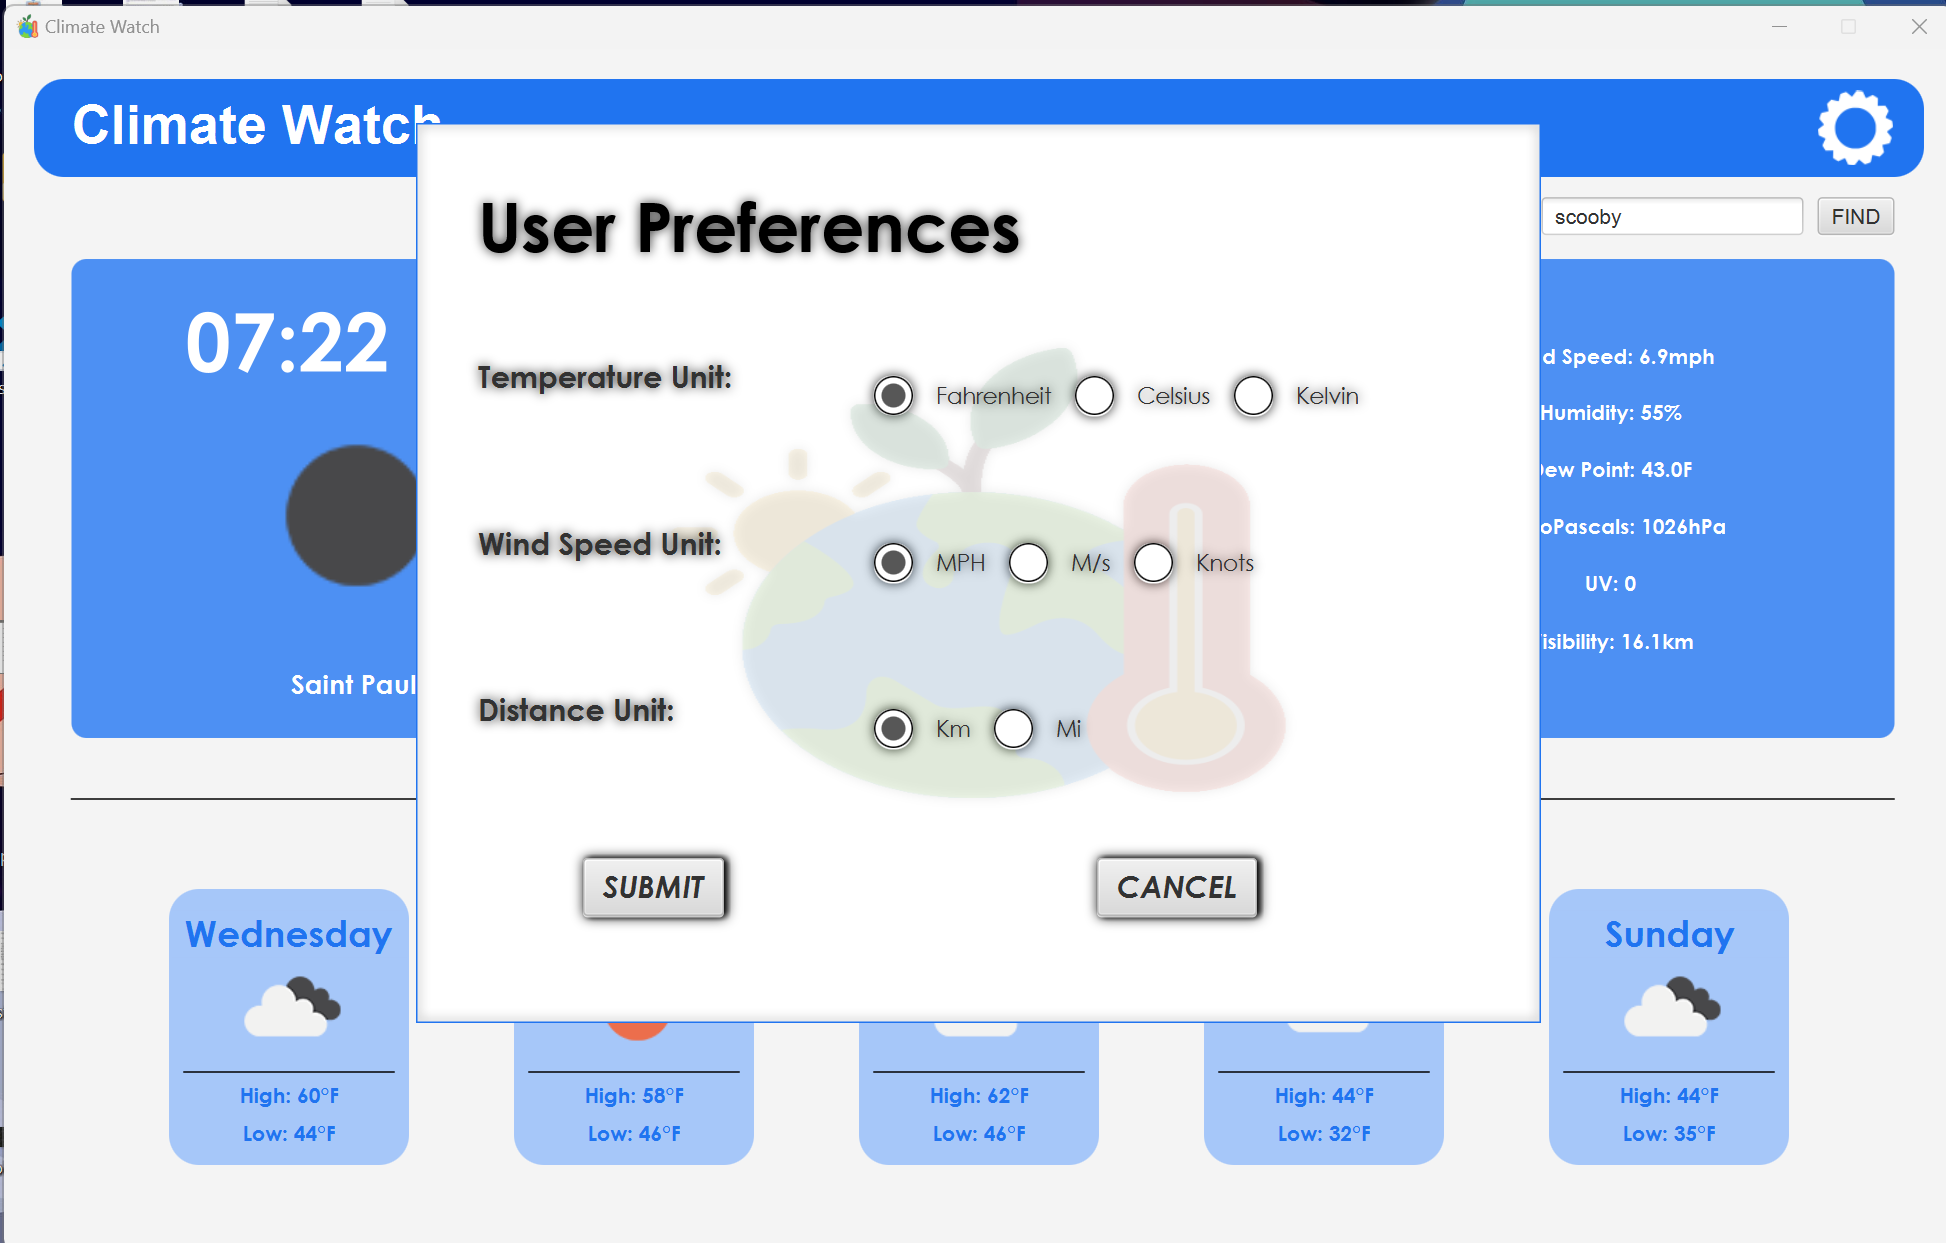 Climate Watch
Climate Watch
User Preferences
scooby
FIND
07:22
Temperature Unit:
Fahrenheit
Celsius
Kelvin
d Speed: 6.9mph
Humidity: 55%
ew Point: 43.0F
Wind Speed Unit:
MPH
M/s
Knots
oPascals: 1026hPa
UV: 0
isibility: 16.1km
Saint Paul
Distance Unit:
Km
Mi
SUBMIT
CANCEL
Wednesday
High: 60°F
Low: 44°F
High: 58°F
Low: 46°F
High: 62°F
Low: 46°F
High: 44°F
Low: 32°F
Sunday
High: 44°F
Low: 35°F